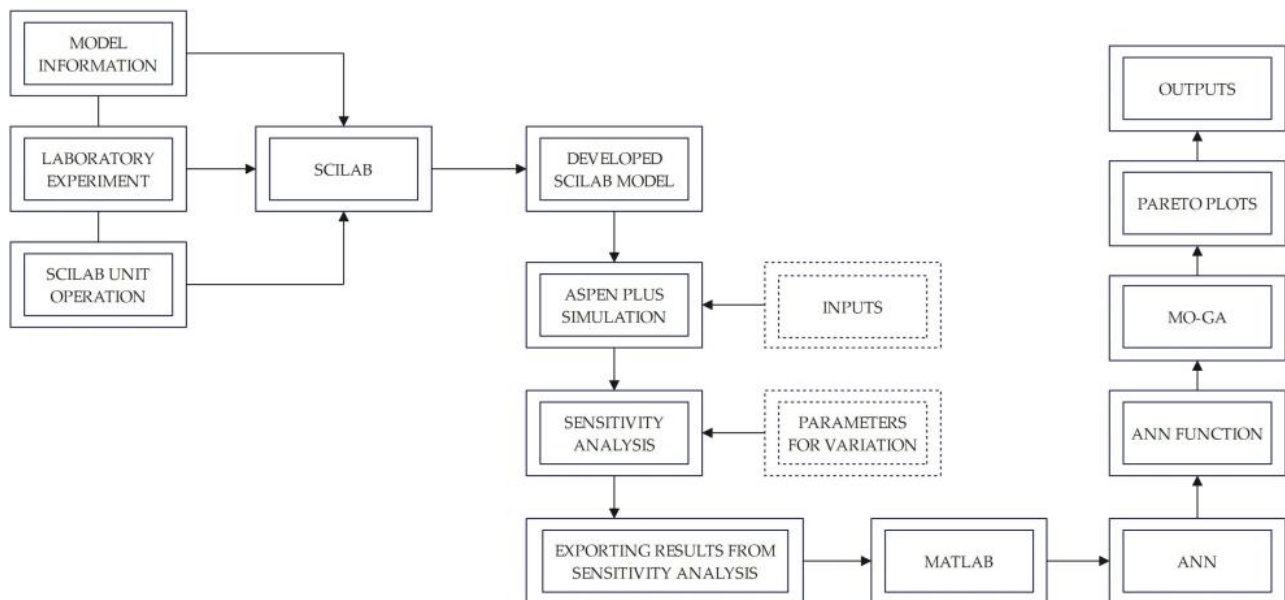 MODEL
INFORMATION
LABORATORY
EXPERIMENT
SCILAB UNIT
OPERATION
SCILAB
DEVELOPED
SCILAB MODEL
ASPEN PLUS
SIMULATION
INPUTS
SENSITIVITY
ANALYSIS
PARAMETERS
FOR VARIATION
EXPORTING RESULTS FROM
SENSITIVITY ANALYSIS
MATLAB
ANN
ANN FUNCTION
MO-GA
PARETO PLOTS
OUTPUTS